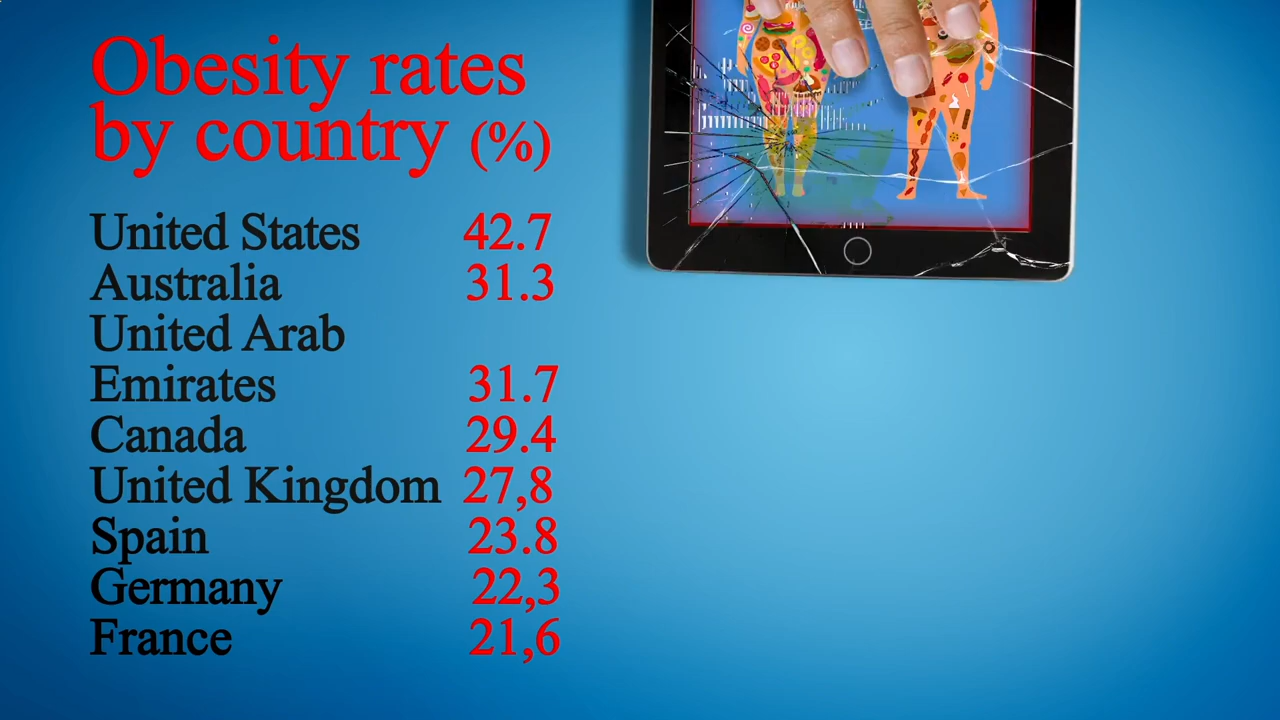 Obesity rates
by country (%)
United States 42.7
Australia 31.3
United Arab
Emirates 31.7
Canada 29.4
United Kingdom 27,8
Spain 23.8
Germany 22,3
France 21,6